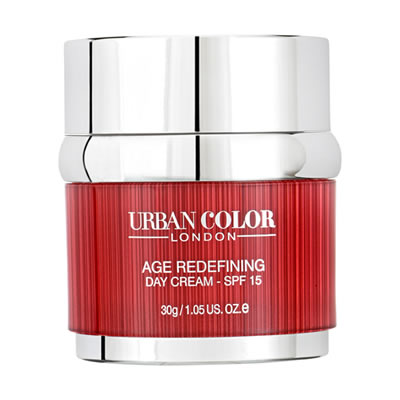 URBAN COLOR
LONDON
AGE REDEFINING
DAY CREAM - SPF 15
30g / 1.05 US. OZ.℮